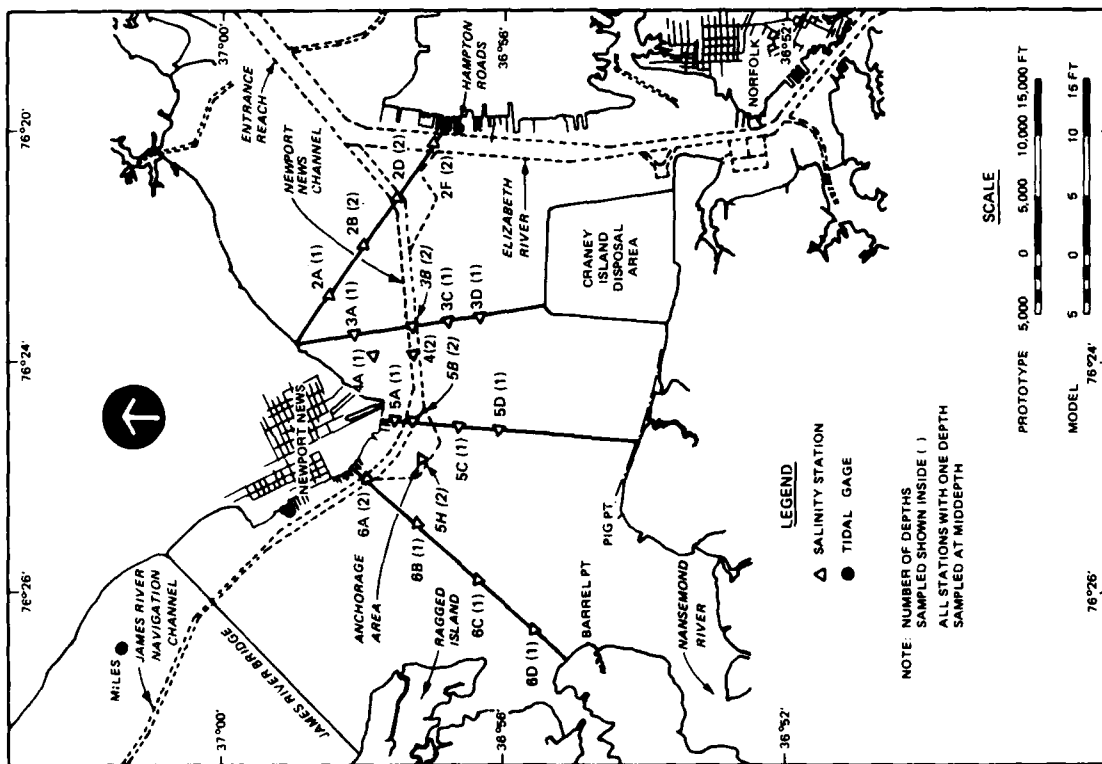 76°26'
76°24'
76°20'
37°00'
37°00'
36°56'
38°56'
36°52'
36°52'
76°26'
76°24'
MILES
JAMES RIVER
NAVIGATION
CHANNEL
JAMES RIVER BRIDGE
NEWPORT NEWS
ENTRANCE
REACH
NEWPORT
NEWS
CHANNEL
HAMPTON
ROADS
2A (1)
2B (2)
2D (2)
2F (2)
3A (1)
3B (2)
3C (1)
3D (1)
4A (1)
4(2)
5A (1)
5B (2)
5C (1)
5D (1)
5H (2)
6A (2)
6B (1)
6C (1)
6D (1)
ANCHORAGE
AREA
RAGGED
ISLAND
BARREL PT
PIG PT.
NANSEMOND
RIVER
ELIZABETH
RIVER
CRANEY
ISLAND
DISPOSAL
AREA
NORFOLK
LEGEND
SALINITY STATION
TIDAL GAGE
NOTE: NUMBER OF DEPTHS
SAMPLED SHOWN INSIDE ( )
ALL STATIONS WITH ONE DEPTH
SAMPLED AT MIDDEPTH
SCALE
PROTOTYPE 5,000 0 5,000 10,000 15,000 FT
MODEL 5 0 5 10 15 FT